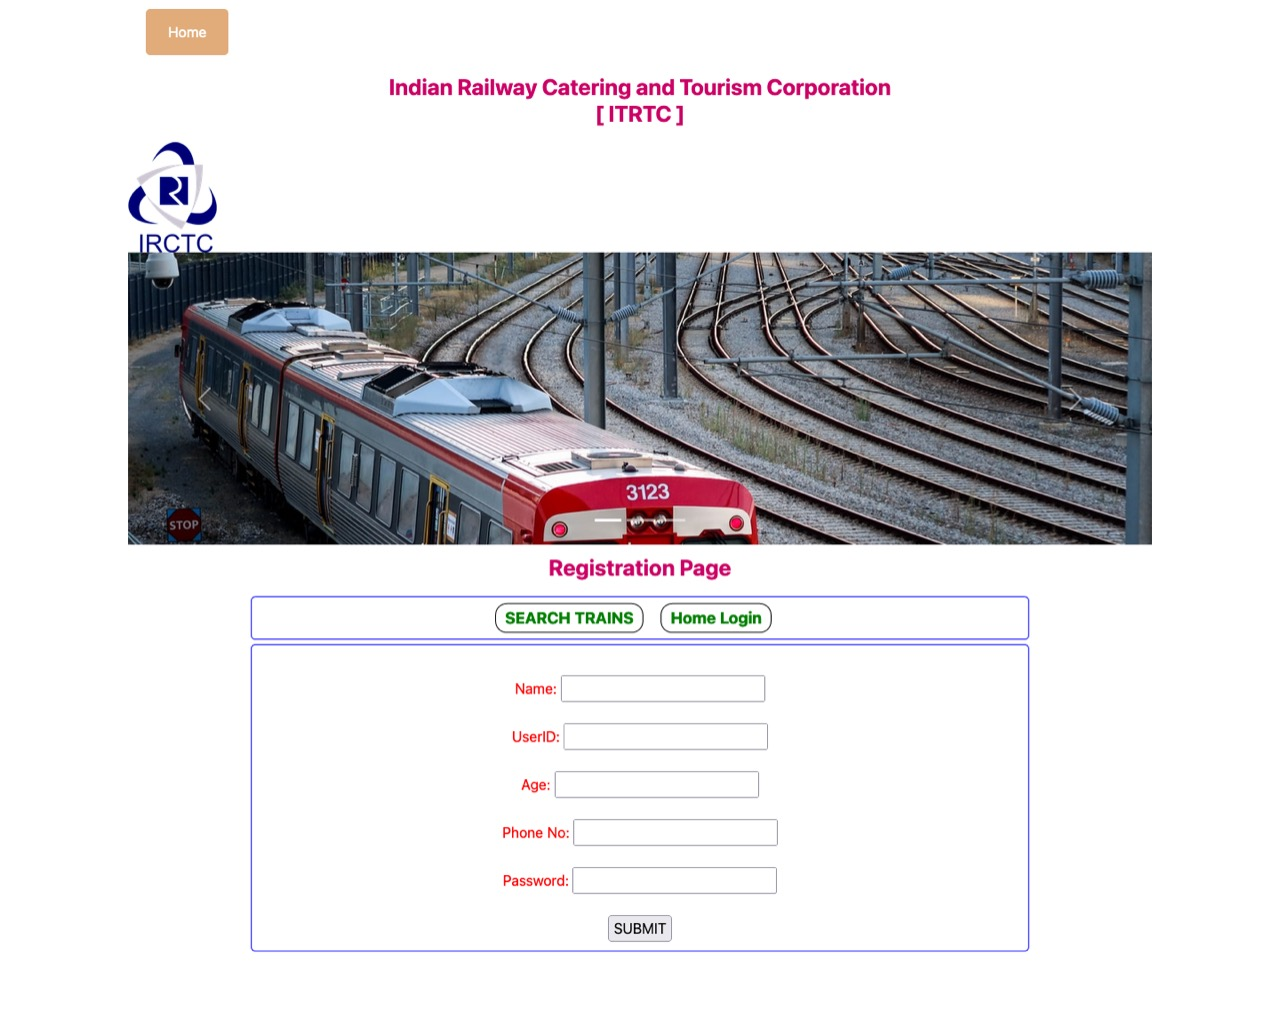 Home
Indian Railway Catering and Tourism Corporation
[ ITRTC ]
IRCTC
3123
STOP
Registration Page
SEARCH TRAINS
Home Login
Name:
UserID:
Age:
Phone No:
Password:
SUBMIT